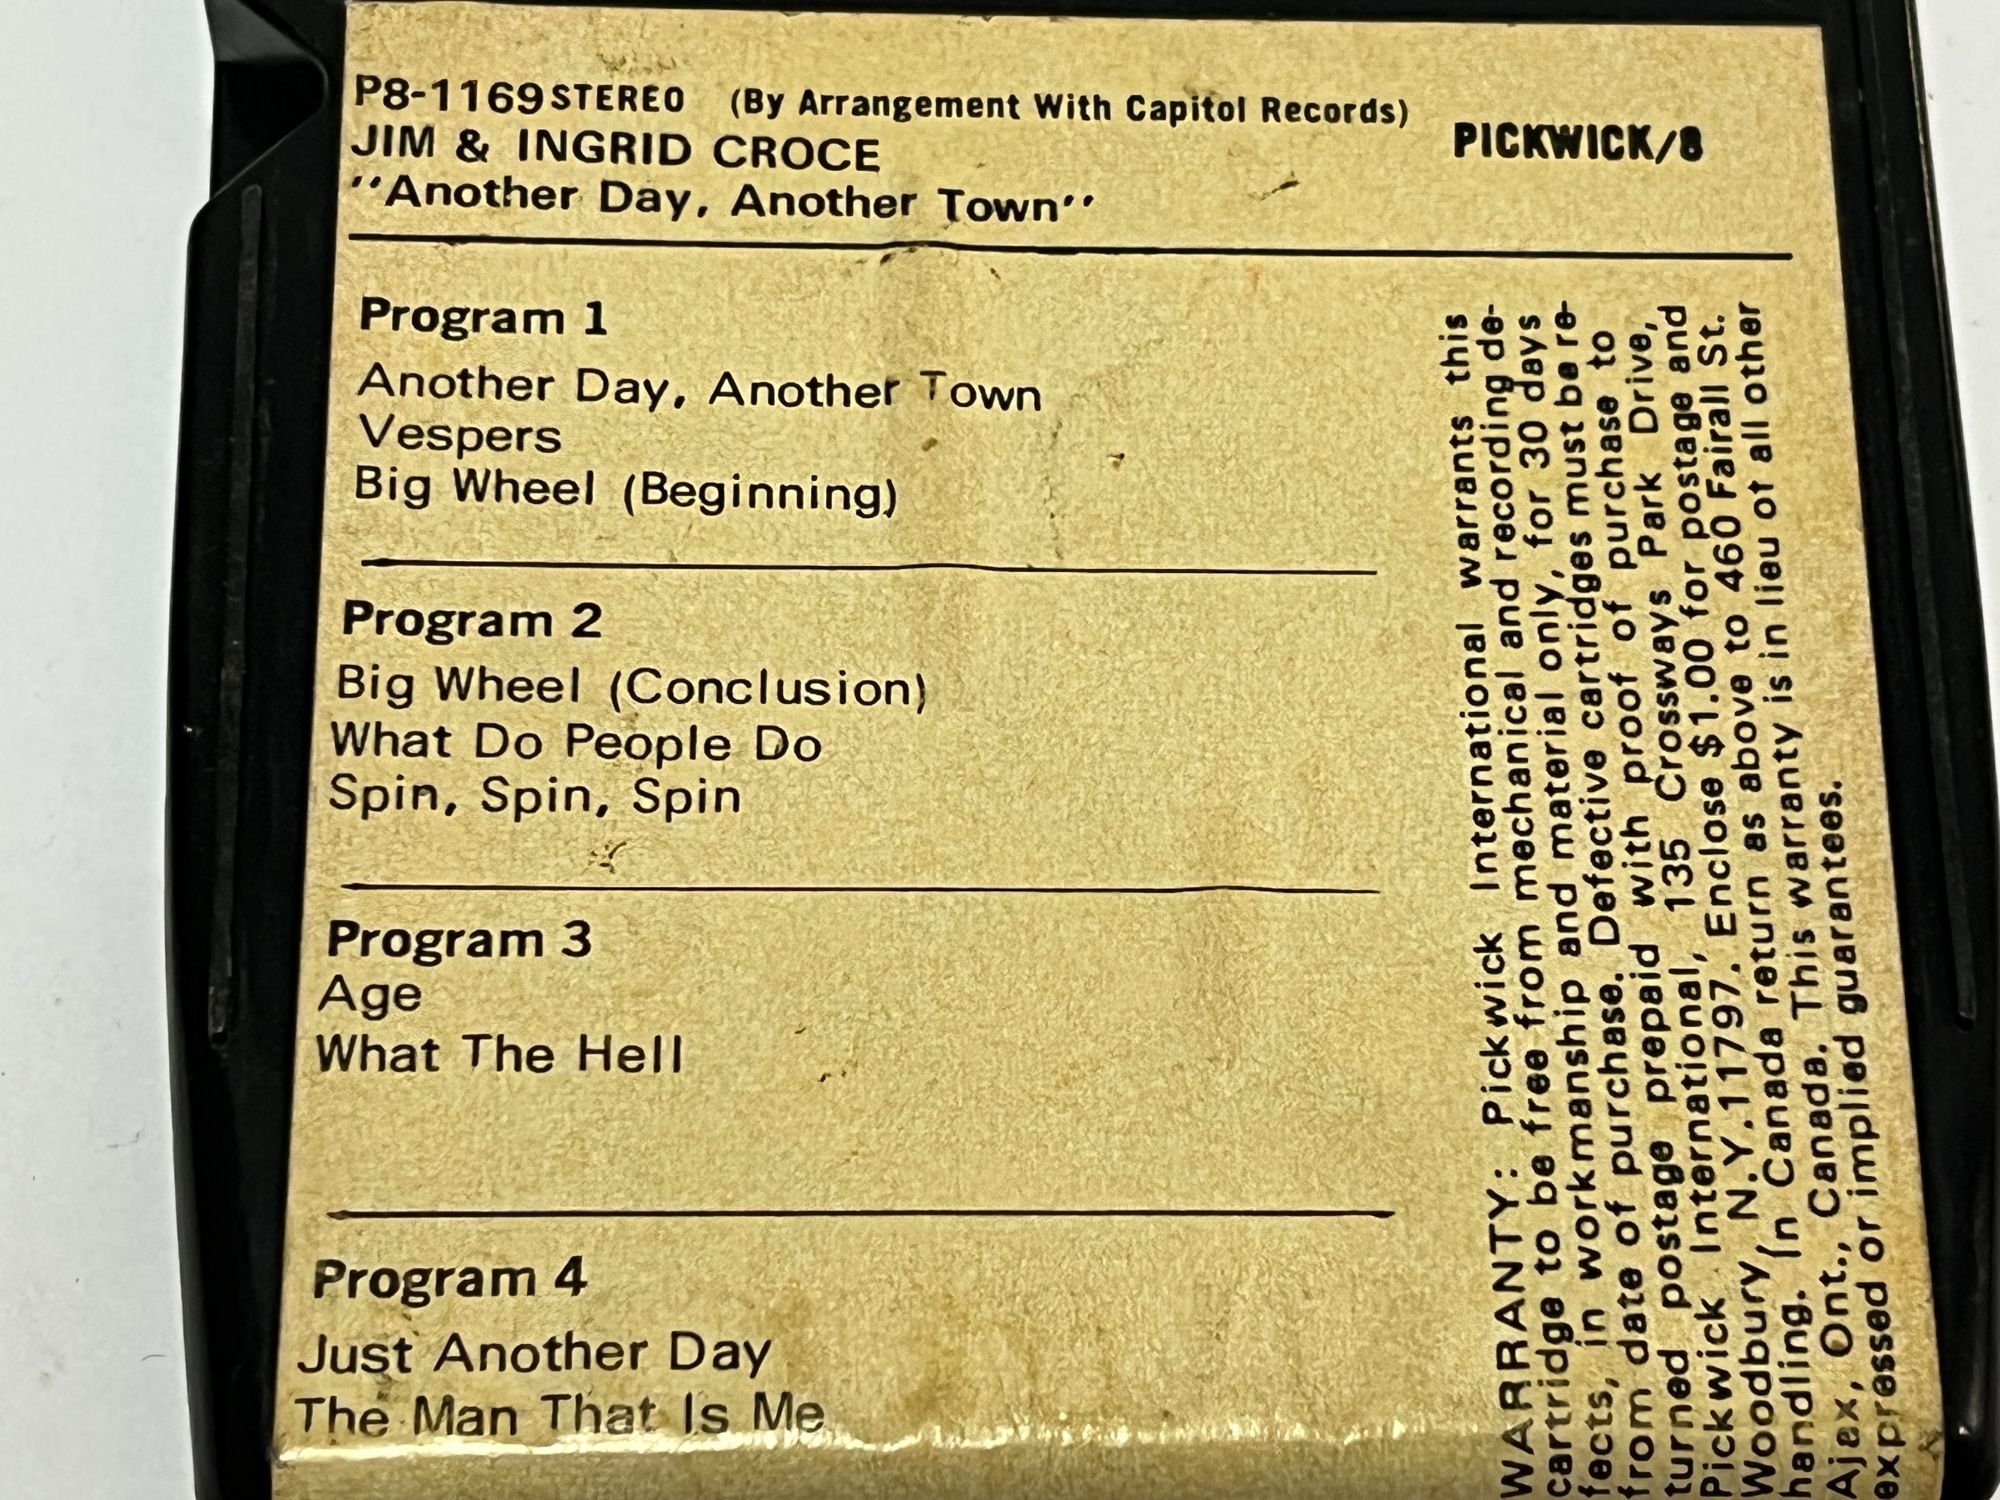 P8-1169 STEREO (By Arrangement With Capitol Records)
PICKWICK/8
JIM & INGRID CROCE
"Another Day, Another Town"
Program 1
Another Day, Another Town
Vespers
Big Wheel (Beginning)
Program 2
Big Wheel (Conclusion)
What Do People Do
Spin, Spin, Spin
Program 3
Age
What The Hell
Program 4
Just Another Day
The Man That Is Me
WARRANTY: Pickwick International warrants this
cartridge to be free from mechanical and recording de-
fects, in workmanship and material only, for 30 days
from date of purchase. Defective cartridges must be re-
turned postage prepaid with proof of purchase to
Pickwick International, 135 Crossways Park Drive,
Woodbury, N.Y.11797. Enclose $1.00 for postage and
handling. In Canada return as above to 460 Fairall St.
Ajax, Ont., Canada. This warranty is in lieu of all other
expressed or implied guarantees.